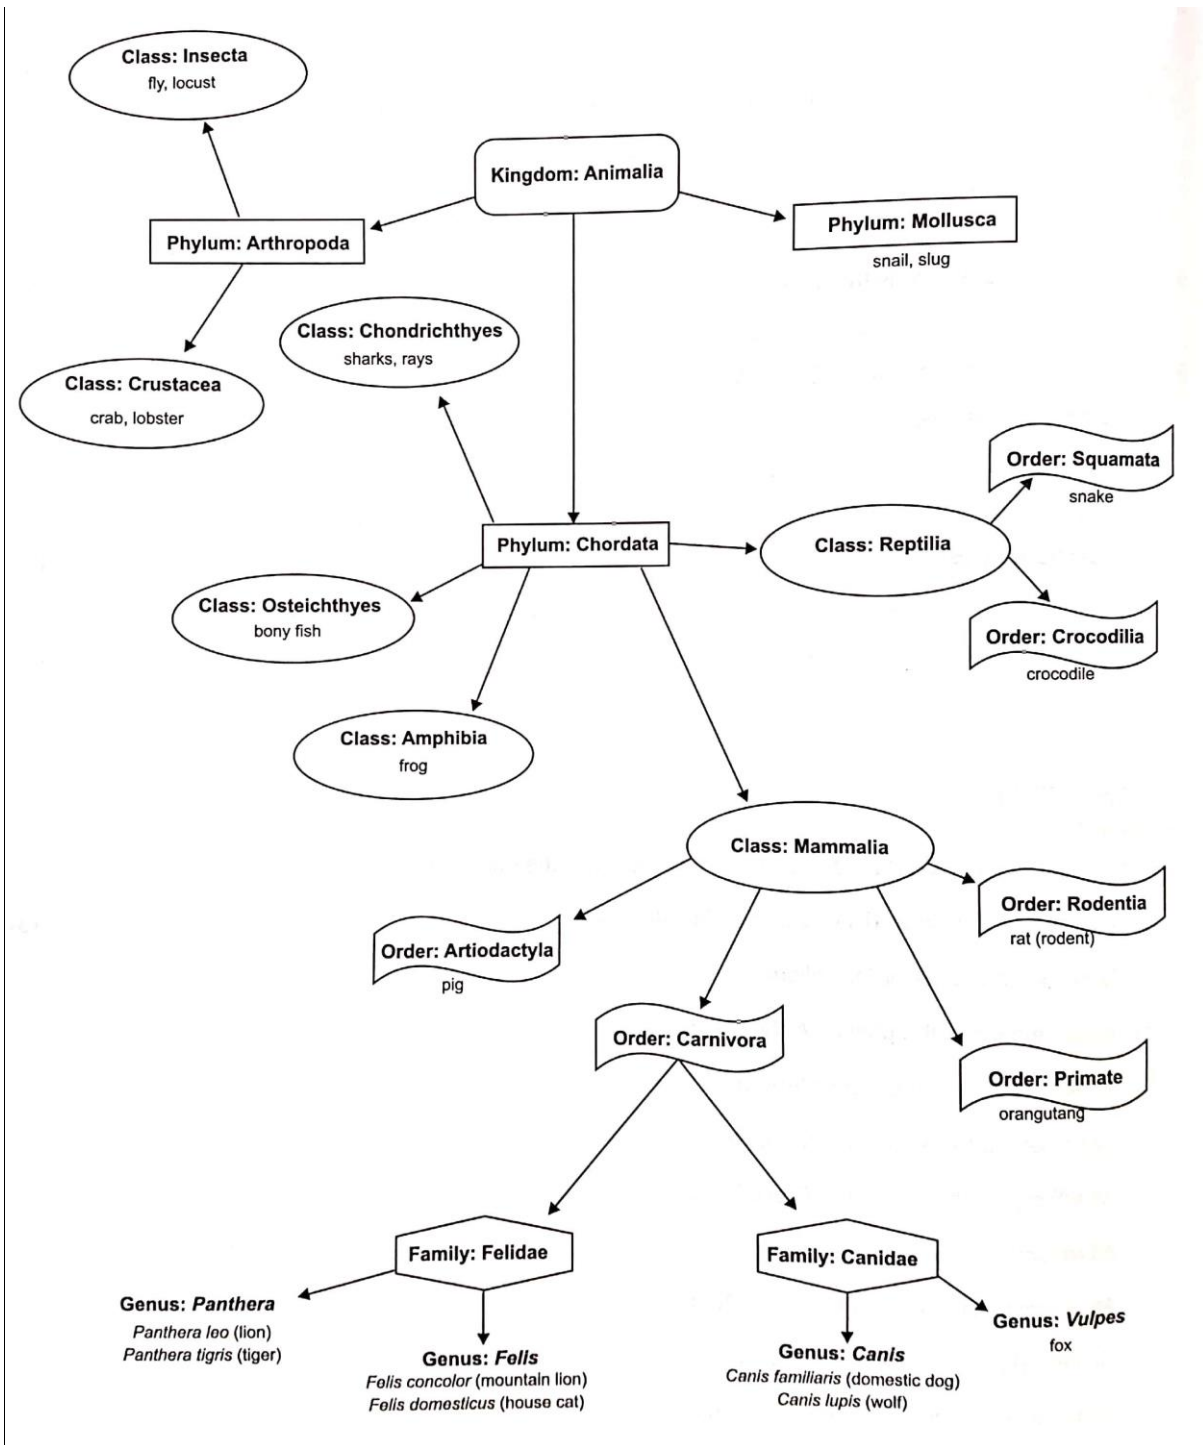 Class: Insecta
fly, locust
Kingdom: Animalia
Phylum: Arthropoda
Phylum: Mollusca
snail, slug
Class: Chondrichthyes
sharks, rays
Class: Crustacea
crab, lobster
Order: Squamata
snake
Phylum: Chordata
Class: Reptilia
Class: Osteichthyes
bony fish
Order: Crocodilia
crocodile
Class: Amphibia
frog
Class: Mammalia
Order: Rodentia
rat (rodent)
Order: Artiodactyla
pig
Order: Carnivora
Order: Primate
orangutang
Family: Felidae
Family: Canidae
Genus: Panthera
Panthera leo (lion)
Panthera tigris (tiger)
Genus: Felis
Felis concolor (mountain lion)
Felis domesticus (house cat)
Genus: Canis
Canis familiaris (domestic dog)
Canis lupis (wolf)
Genus: Vulpes
fox